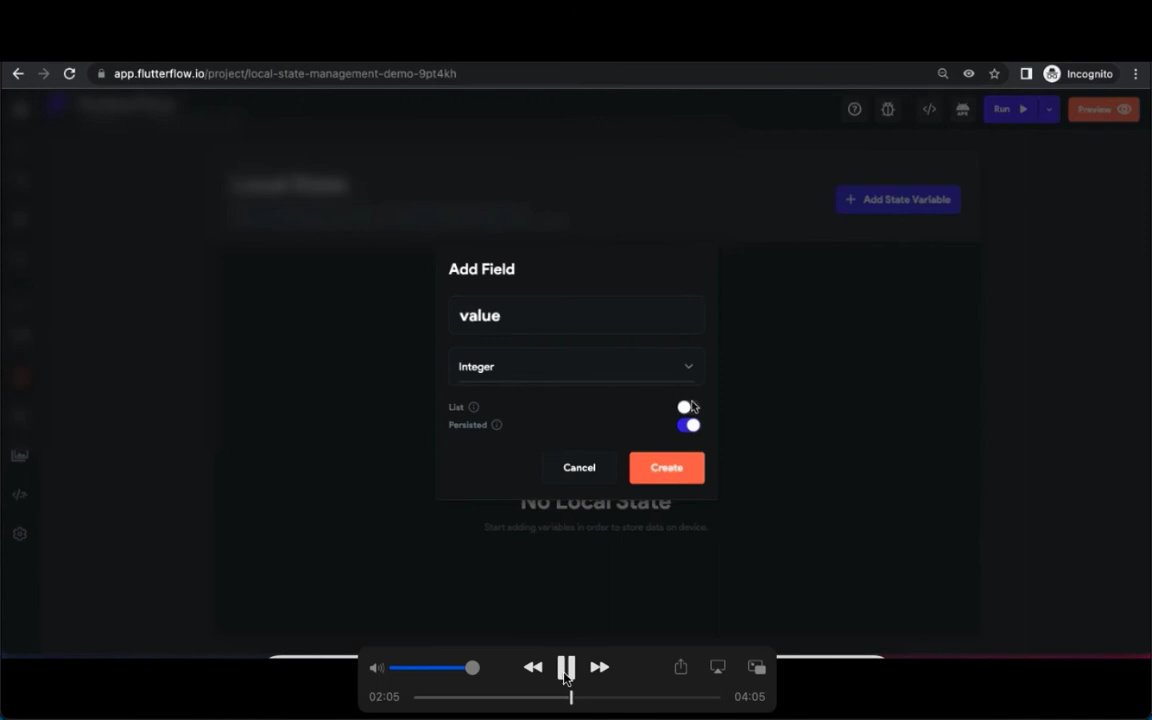 app.flutterflow.io/project/local-state-management-demo-9pt4kh
Incognito
Run
Preview
Local State
+ Add State Variable
Add Field
value
Integer
List
Persisted
Cancel
Create
No Local State
Start adding variables in order to store data on device.
02:05
04:05